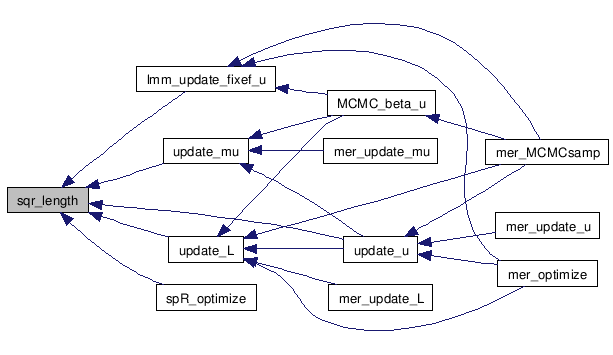 lmm_update_fixef_u
MCMC_beta_u
update_mu
mer_update_mu
mer_MCMCsamp
sqr_length
mer_update_u
update_L
update_u
mer_optimize
spR_optimize
mer_update_L